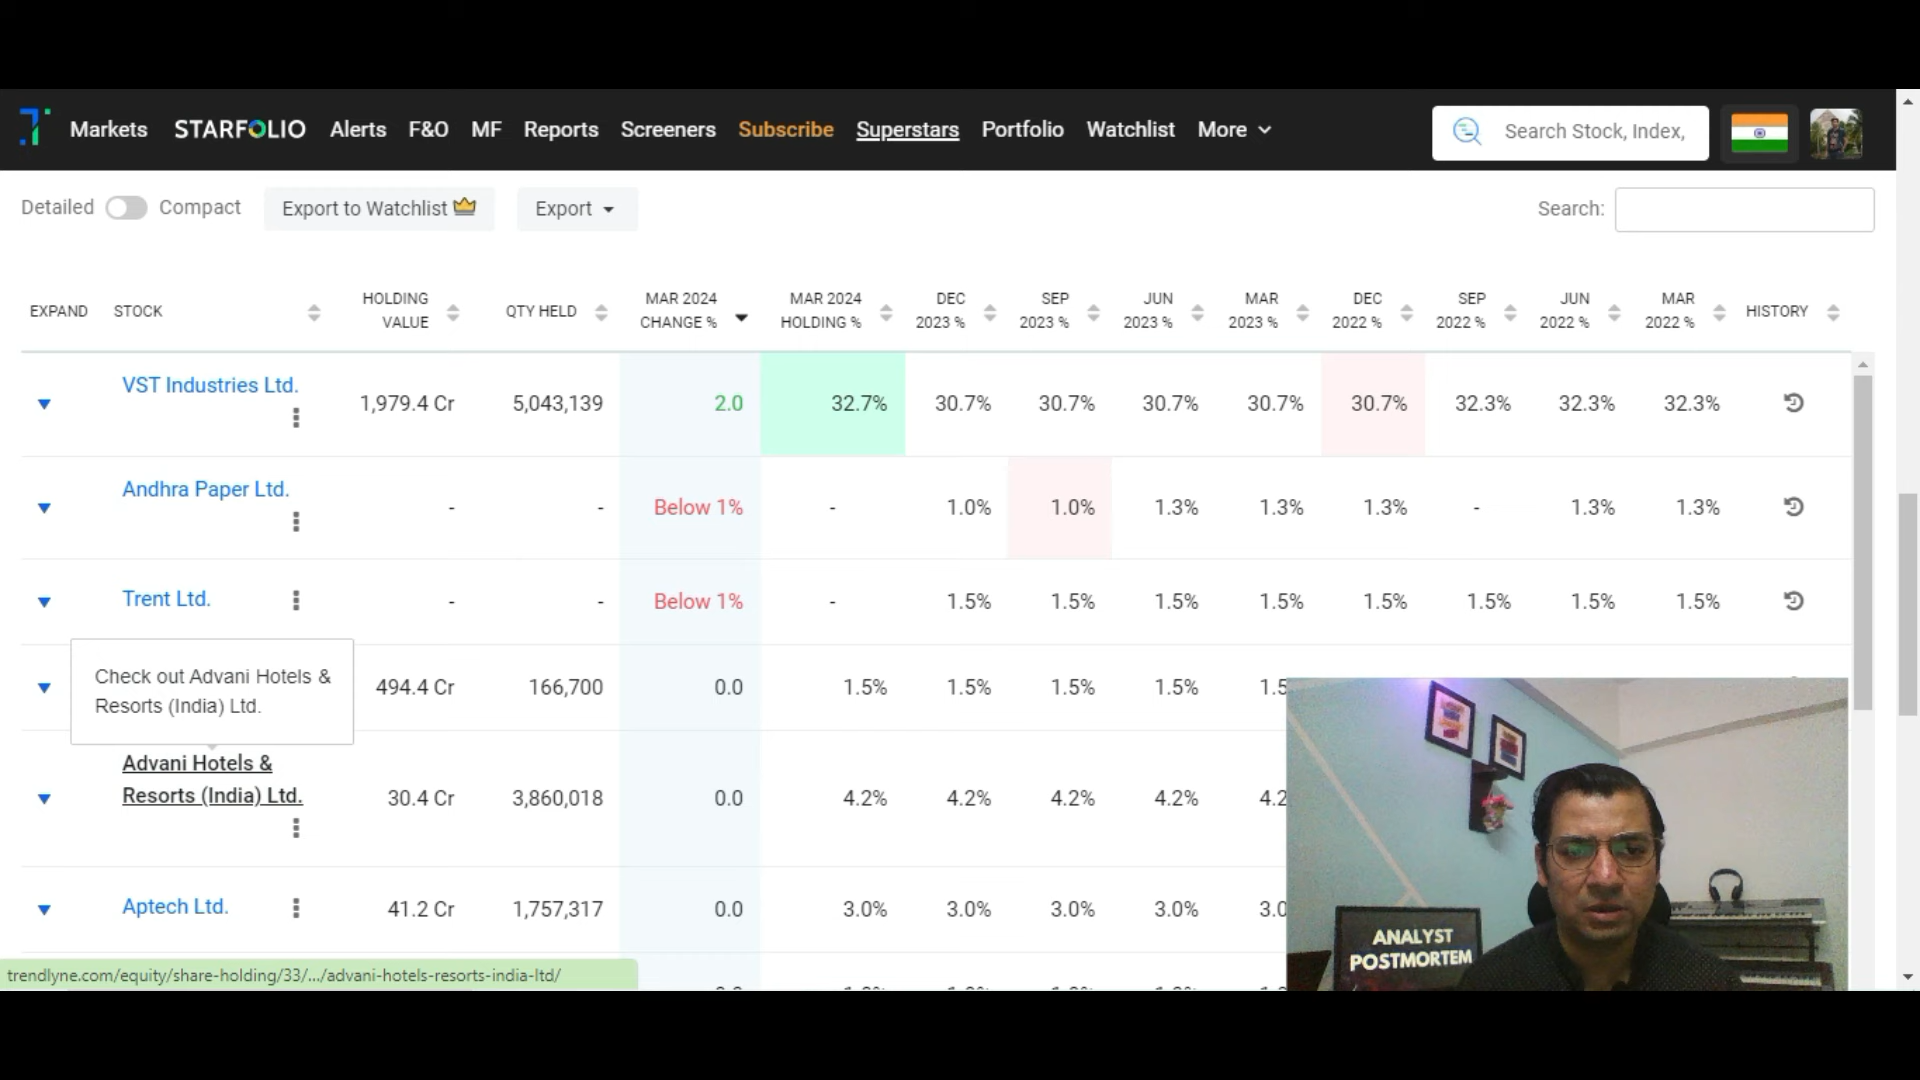 Markets STARFOLIO Alerts F&O MF Reports Screeners Subscribe Superstars Portfolio Watchlist More Search Stock, Index,
Detailed Compact Export to Watchlist Export Search:
EXPAND STOCK HOLDING VALUE QTY HELD MAR 2024 CHANGE % MAR 2024 HOLDING % DEC 2023 % SEP 2023 % JUN 2023 % MAR 2023 % DEC 2022 % SEP 2022 % JUN 2022 % MAR 2022 % HISTORY
VST Industries Ltd. 1,979.4 Cr 5,043,139 2.0 32.7% 30.7% 30.7% 30.7% 30.7% 30.7% 32.3% 32.3% 32.3%
Andhra Paper Ltd. - - Below 1% - 1.0% 1.0% 1.3% 1.3% 1.3% - 1.3% 1.3%
Trent Ltd. - - Below 1% - 1.5% 1.5% 1.5% 1.5% 1.5% 1.5% 1.5% 1.5%
Check out Advani Hotels &
Resorts (India) Ltd.
494.4 Cr 166,700 0.0 1.5% 1.5% 1.5% 1.5% 1.5
Advani Hotels &
Resorts (India) Ltd. 30.4 Cr 3,860,018 0.0 4.2% 4.2% 4.2% 4.2% 4.2
Aptech Ltd. 41.2 Cr 1,757,317 0.0 3.0% 3.0% 3.0% 3.0% 3.0
ANALYST
POSTMORTEM
trendlyne.com/equity/share-holding/33/.../advani-hotels-resorts-india-ltd/